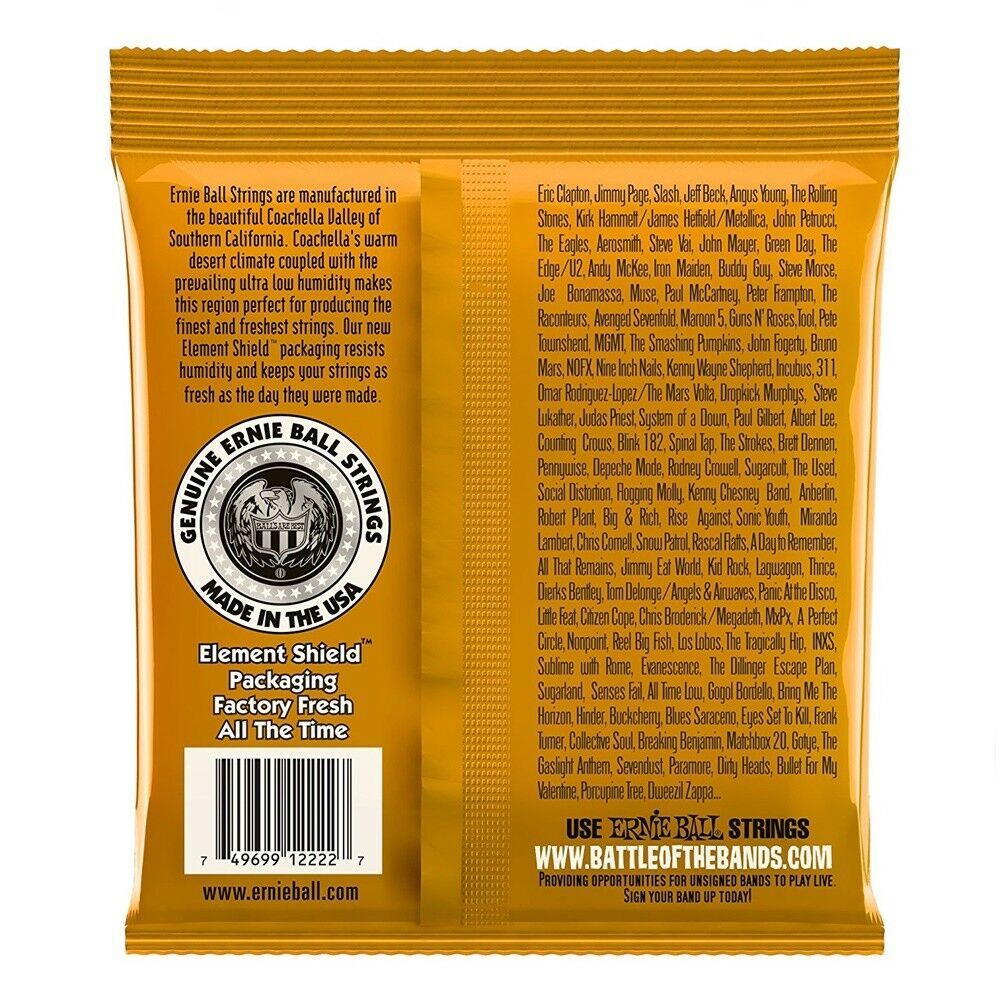 Ernie Ball Strings are manufactured in
the beautiful Coachella Valley of
Southern California. Coachella's warm
desert climate coupled with the
prevailing ultra low humidity makes
this region perfect for producing the
finest and freshest strings. Our new
Element Shield™ packaging resists
humidity and keeps your strings as
fresh as the day they were made.
GENUINE ERNIE BALL STRINGS
BALLS ARE BEST
MADE IN THE USA
Element Shield™
Packaging
Factory Fresh
All The Time
7 49699 12222 7
www.ernieball.com
Eric Clapton, Jimmy Page, Slash, Jeff Beck, Angus Young, The Rolling
Stones, Kirk Hammett/James Hetfield/Metallica, John Petrucci,
The Eagles, Aerosmith, Steve Vai, John Mayer, Green Day, The
Edge/U2, Andy McKee, Iron Maiden, Buddy Guy, Steve Morse,
Joe Bonamassa, Muse, Paul McCartney, Peter Frampton, The
Raconteurs, Avenged Sevenfold, Maroon 5, Guns N' Roses,Tool, Pete
Townshend, MGMT, The Smashing Pumpkins, John Fogerty, Bruno
Mars, NOFX, Nine Inch Nails, Kenny Wayne Shepherd, Incubus, 311,
Omar Rodriguez-Lopez/The Mars Volta, Dropkick Murphys, Steve
Lukather, Judas Priest, System of a Down, Paul Gilbert, Albert Lee,
Counting Crows, Blink 182, Spinal Tap, The Strokes, Brett Dennen,
Pennywise, Depeche Mode, Rodney Crowell, Sugarcult, The Used,
Social Distortion, Flogging Molly, Kenny Chesney Band, Anberlin,
Robert Plant, Big & Rich, Rise Against, Sonic Youth, Miranda
Lambert, Chris Cornell, Snow Patrol, Rascal Flatts, A Day to Remember,
All That Remains, Jimmy Eat World, Kid Rock, Lagwagon, Thrice,
Dierks Bentley, Tom Delonge/Angels & Airwaves, Panic At the Disco,
Little Feat, Citizen Cope, Chris Broderick/Megadeth, MxPx, A Perfect
Circle, Nonpoint, Reel Big Fish, Los Lobos, The Tragically Hip, INXS,
Sublime with Rome, Evanescence, The Dillinger Escape Plan,
Sugarland, Senses Fail, All Time Low, Gogol Bordello, Bring Me The
Horizon, Hinder, Buckcherry, Blues Saraceno, Eyes Set To Kill, Frank
Turner, Collective Soul, Breaking Benjamin, Matchbox 20, Gotye, The
Gaslight Anthem, Sevendust, Paramore, Dirty Heads, Bullet For My
Valentine, Porcupine Tree, Dweezil Zappa...
USE ERNIE BALL® STRINGS
WWW.BATTLEOFTHEBANDS.COM
PROVIDING OPPORTUNITIES FOR UNSIGNED BANDS TO PLAY LIVE.
SIGN YOUR BAND UP TODAY!